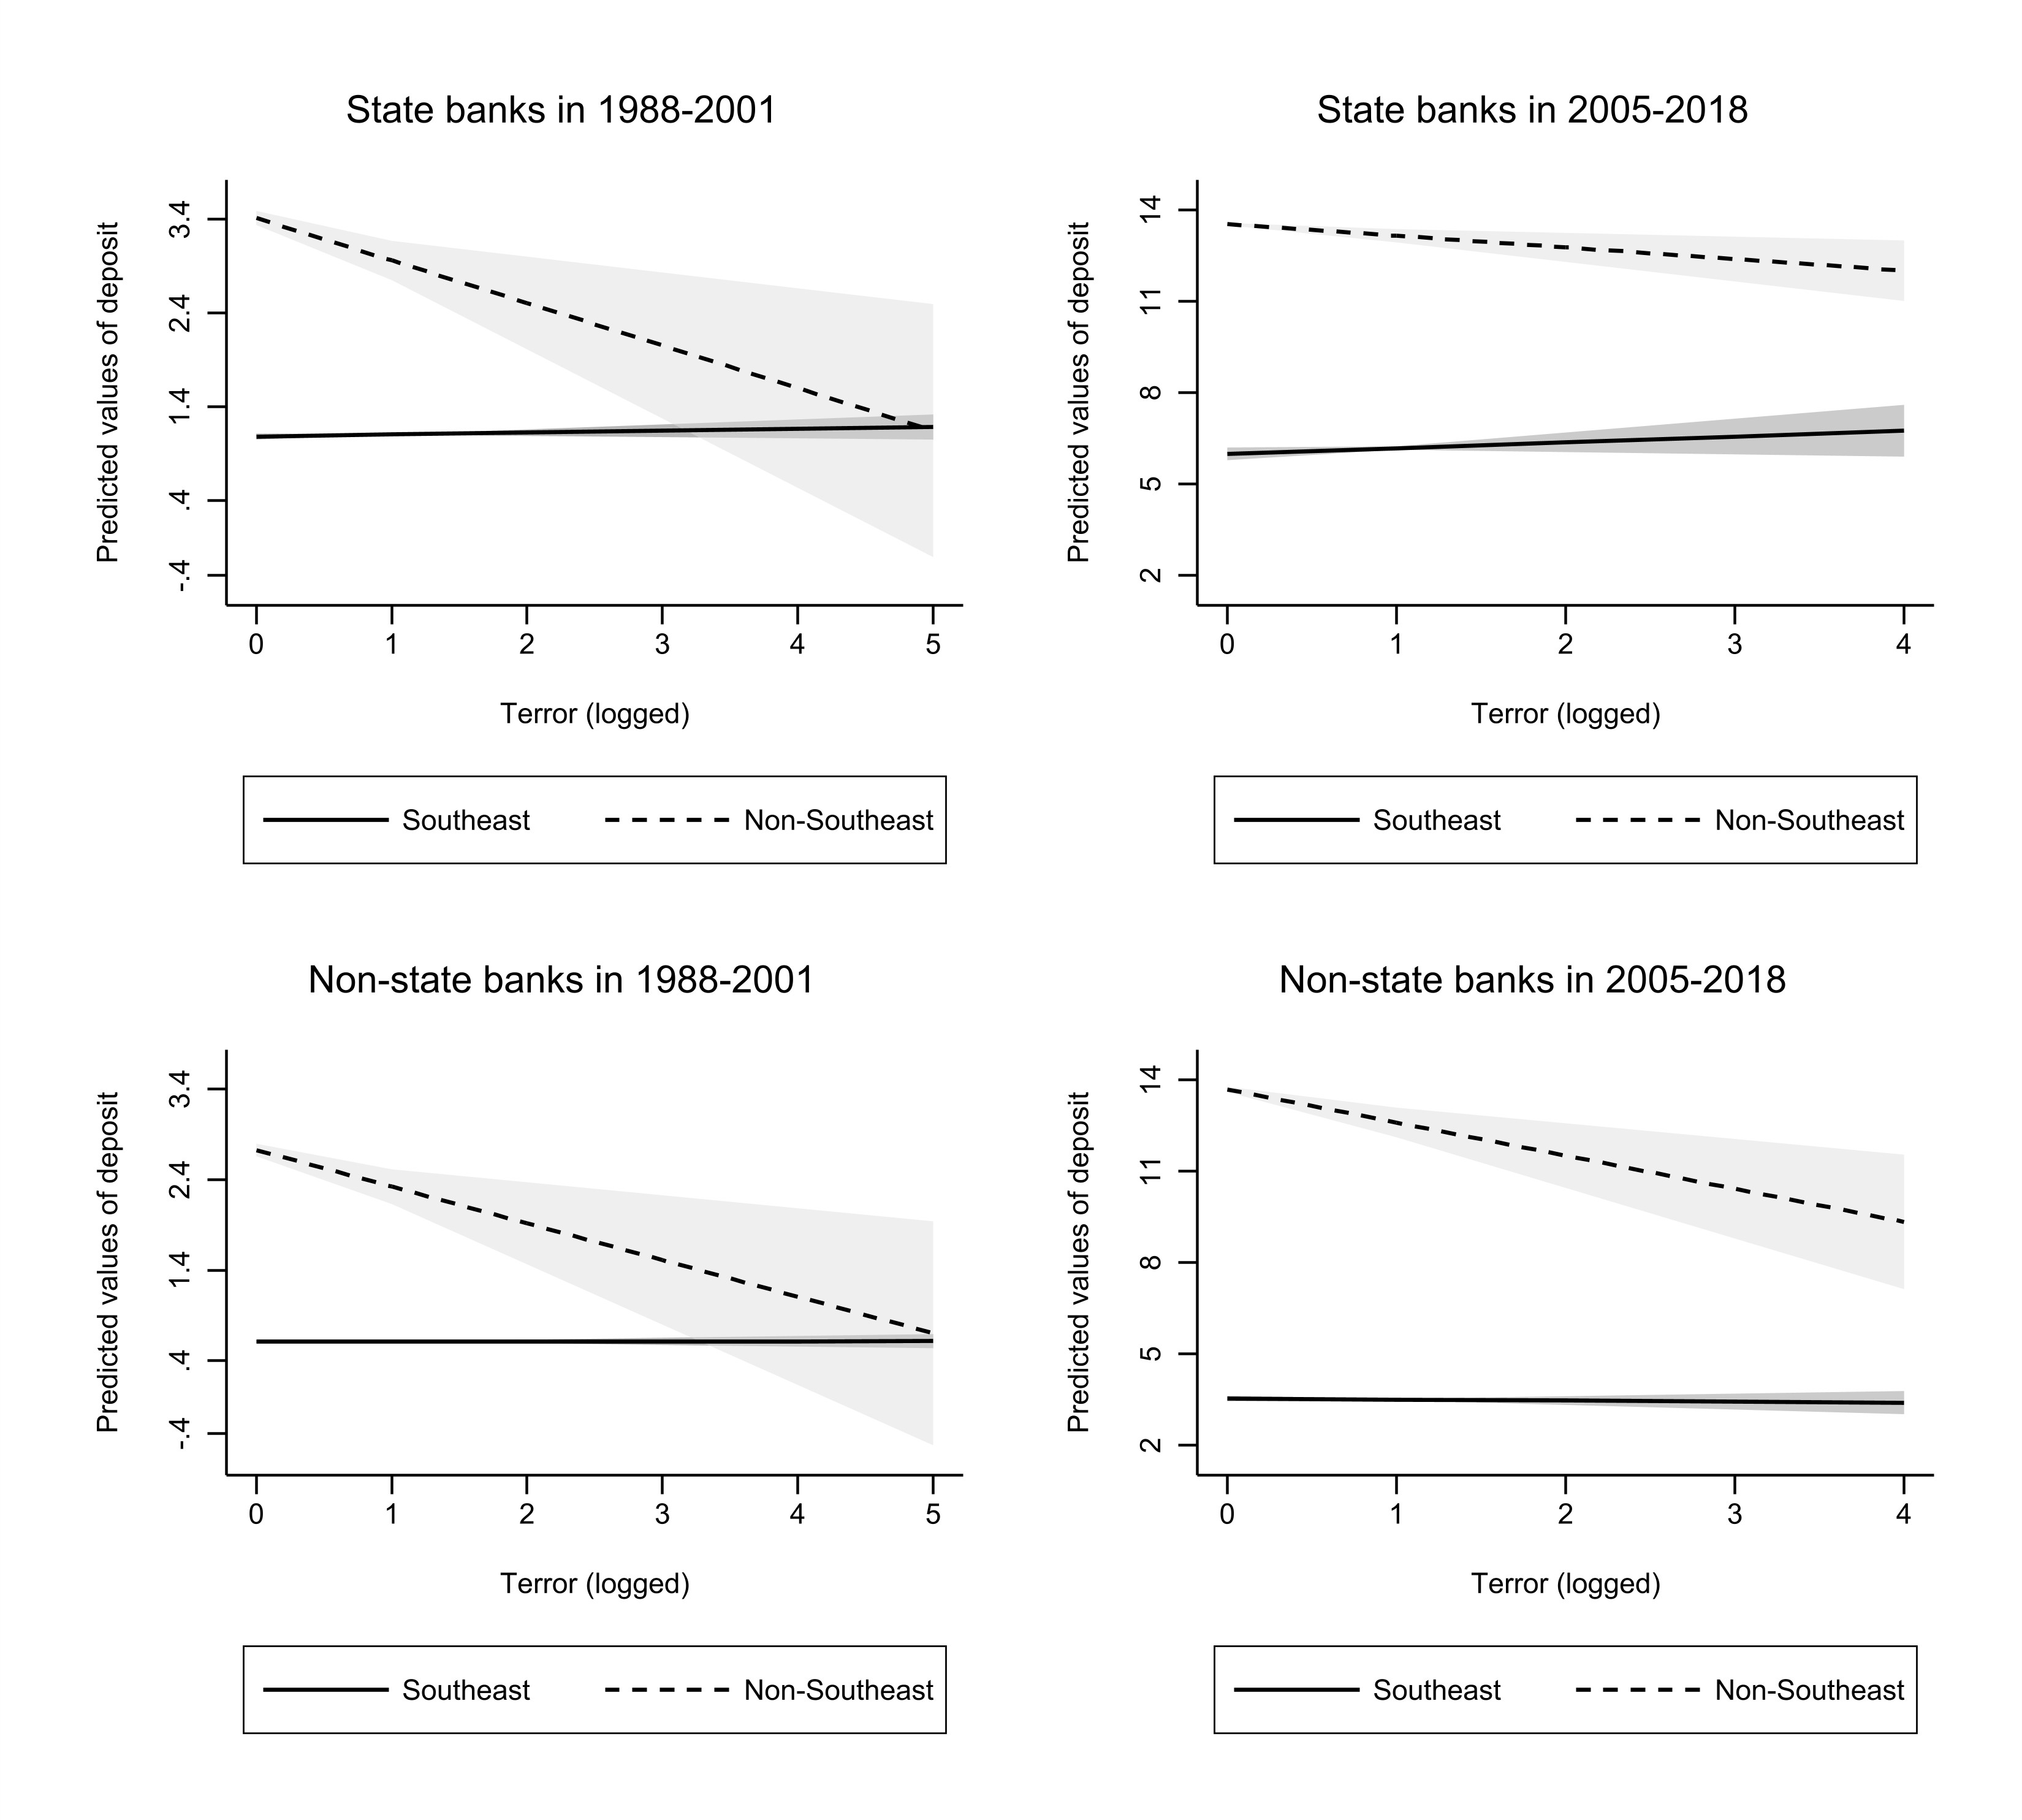 State banks in 1988-2001
Predicted values of deposit
3.4
2.4
1.4
.4
-.4
0 1 2 3 4 5
Terror (logged)
Southeast Non-Southeast
State banks in 2005-2018
Predicted values of deposit
14
11
8
5
2
0 1 2 3 4
Terror (logged)
Southeast Non-Southeast
Non-state banks in 1988-2001
Predicted values of deposit
3.4
2.4
1.4
.4
-.4
0 1 2 3 4 5
Terror (logged)
Southeast Non-Southeast
Non-state banks in 2005-2018
Predicted values of deposit
14
11
8
5
2
0 1 2 3 4
Terror (logged)
Southeast Non-Southeast